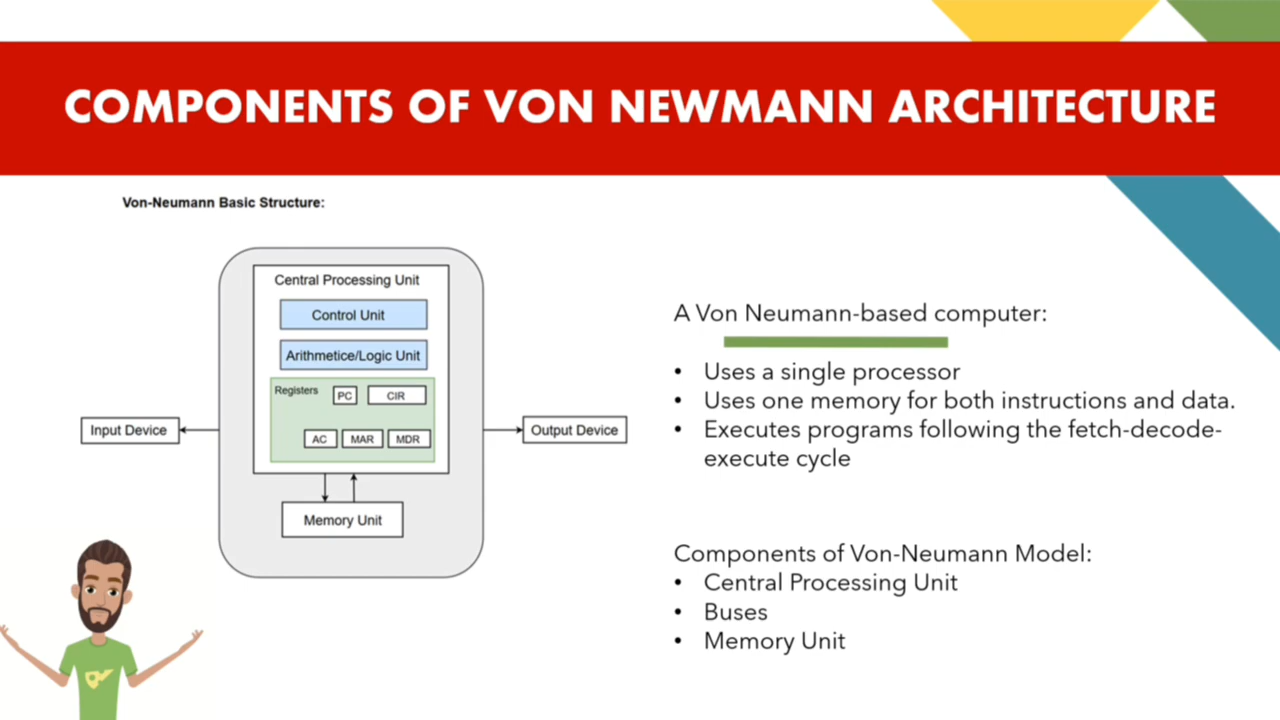 COMPONENTS OF VON NEWMANN ARCHITECTURE
Von-Neumann Basic Structure:
Central Processing Unit
Control Unit
Arithmetice/Logic Unit
Registers
PC
CIR
AC
MAR
MDR
Input Device
Output Device
Memory Unit
A Von Neumann-based computer:
• Uses a single processor
• Uses one memory for both instructions and data.
• Executes programs following the fetch-decode-
execute cycle
Components of Von-Neumann Model:
• Central Processing Unit
• Buses
• Memory Unit